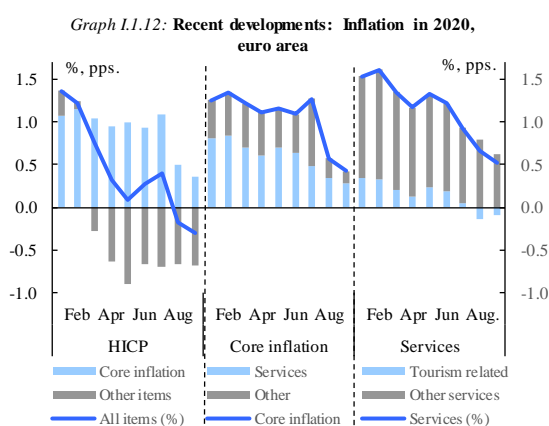 Graph I.1.12: Recent developments: Inflation in 2020,
euro area
%, pps. %, pps.
1.5 1.5
1.0 1.0
0.5 0.5
0.0 0.0
-0.5 -0.5
-1.0 -1.0
Feb Apr Jun Aug Feb Apr Jun Aug Feb Apr Jun Aug.
HICP Core inflation Services
Core inflation Services Tourism related
Other items Other Other services
All items (%) Core inflation Services (%)